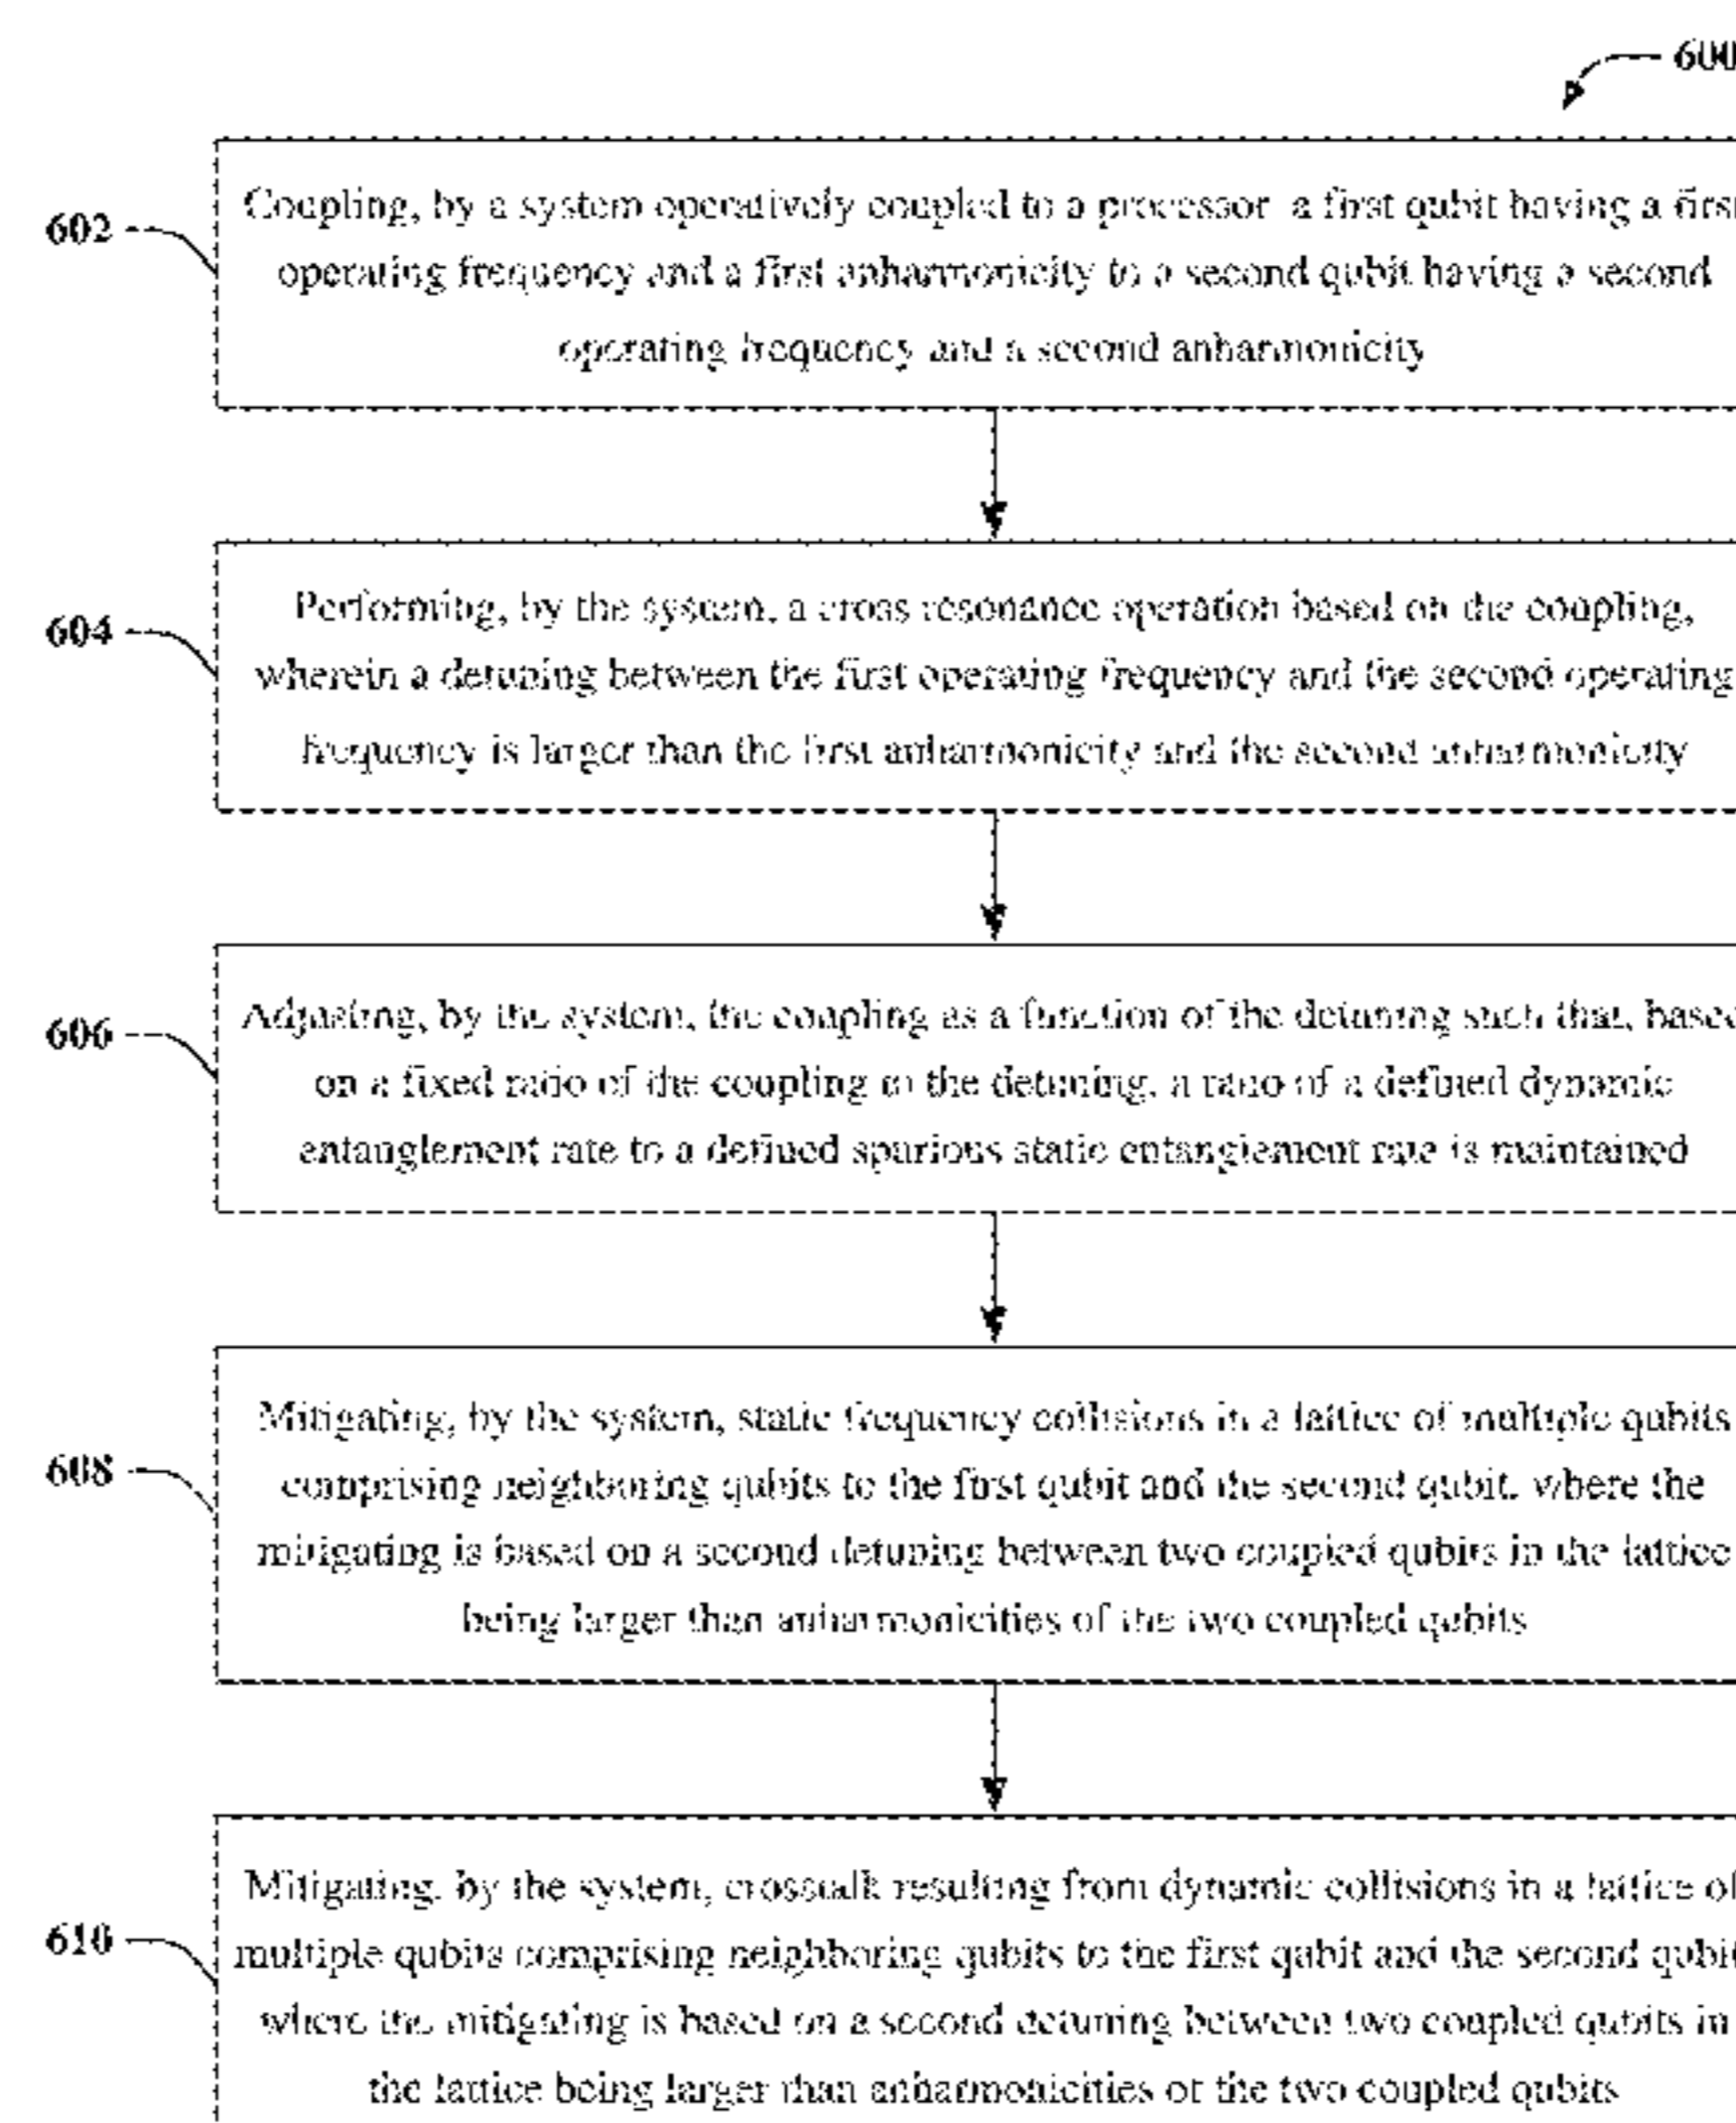 600
602
Coupling, by a system operatively coupled to a processor a first qubit having a first
operating frequency and a first anharmonicity to a second qubit having a second
operating frequency and a second anharmonicity
604
Performing, by the system, a cross resonance operation based on the coupling,
wherein a detuning between the first operating frequency and the second operating
frequency is larger than the first anharmonicity and the second anharmonicity
606
Adjusting, by the system, the coupling as a function of the detuning such that, based
on a fixed ratio of the coupling to the detuning, a ratio of a defined dynamic
entanglement rate to a defined spurious static entanglement rate is maintained
608
Mitigating, by the system, static frequency collisions in a lattice of multiple qubits
comprising neighboring qubits to the first qubit and the second qubit, where the
mitigating is based on a second detuning between two coupled qubits in the lattice
being larger than anharmonicities of the two coupled qubits
610
Mitigating, by the system, crosstalk resulting from dynamic collisions in a lattice of
multiple qubits comprising neighboring qubits to the first qubit and the second qubit
where the mitigating is based on a second detuning between two coupled qubits in
the lattice being larger than anharmonicities of the two coupled qubits